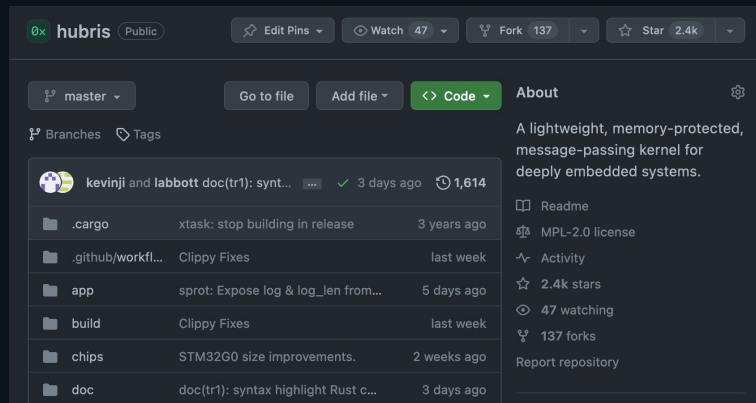 0x hubris Public Edit Pins Watch 47 Fork 137 Star 2.4k
master Go to file Add file <> Code
Branches Tags
kevinji and labbott doc(tr1): synt... ... 3 days ago 1,614
.cargo xtask: stop building in release 3 years ago
.github/workfl... Clippy Fixes last week
app sprot: Expose log & log_len from... 5 days ago
build Clippy Fixes last week
chips STM32G0 size improvements. 2 weeks ago
doc doc(tr1): syntax highlight Rust c... 3 days ago
About
A lightweight, memory-protected,
message-passing kernel for
deeply embedded systems.
Readme
MPL-2.0 license
Activity
2.4k stars
47 watching
137 forks
Report repository